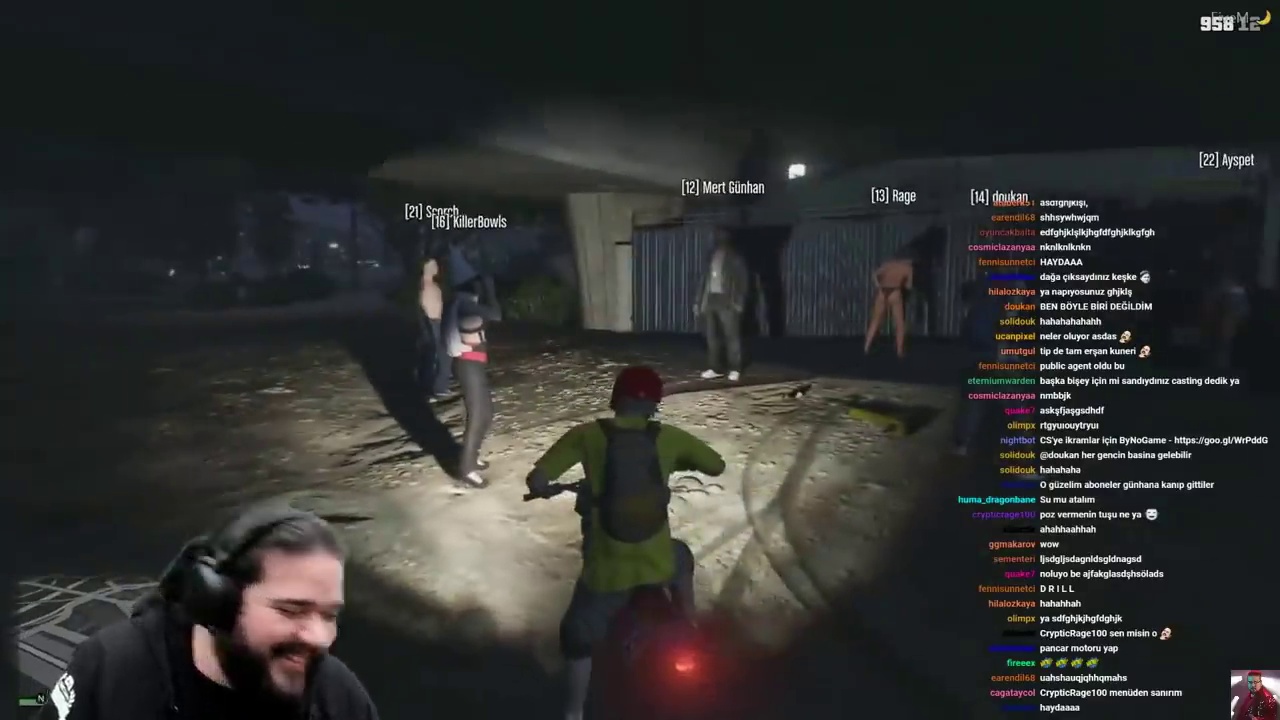 FiveM
958 12
[22] Ayspet
[12] Mert Günhan
[13] Rage
[14] doukan
[21] Scorch
[16] KillerBowls
asdfgnjkişi,
earendil68 shhsywhwjqm
oyuncakbalta edfghjklşlkjhgfdfghjklkgfgh
cosmiclazanyaa nknlknlknkn
fennisunnetci HAYDAAA
dağa çıksaydınız keşke
hilalozkaya ya napıyosunuz ghjklş
doukan BEN BÖYLE BİRİ DEĞİLDİM
solidouk hahahahahahh
ucanpixel neler oluyor asdas
umutgul tip de tam erşan kuneri
fennisunnetci public agent oldu bu
eterniumwarden başka bişey için mi sandıydınız casting dedik ya
cosmiclazanyaa nmbbjk
quake7 askşfjaşgsdhdf
olimpx rtgyuıouytryuı
nightbot CS'ye ikramlar için ByNoGame - https://goo.gl/WrPddG
solidouk @doukan her gencin basina gelebilir
solidouk hahahaha
O güzelim aboneler günhana kanıp gittiler
huma_dragonbane Su mu atalım
crypticrage100 poz vermenin tuşu ne ya
ahahhaahhah
ggmakarov wow
sementeri ljsdgljsdagnldsgldnagsd
quake7 noluyo be ajfakglasdşhsölads
fennisunnetci D R I L L
hilalozkaya hahahhah
olimpx ya sdfghjkjhgfdghjk
CrypticRage100 sen misin o
pancar motoru yap
fireeex
earendil68 uahshauqjqhhqmahs
cagataycol CrypticRage100 menüden sanırım
haydaaaa
N